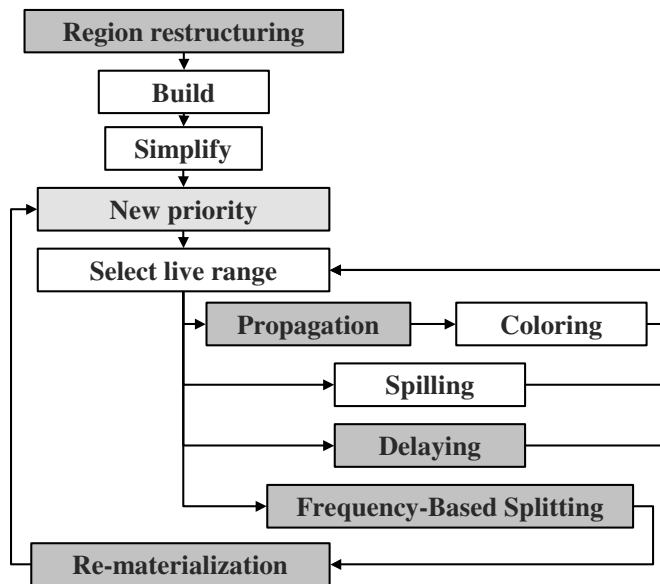 Region restructuring
Build
Simplify
New priority
Select live range
Propagation
Coloring
Spilling
Delaying
Frequency-Based Splitting
Re-materialization